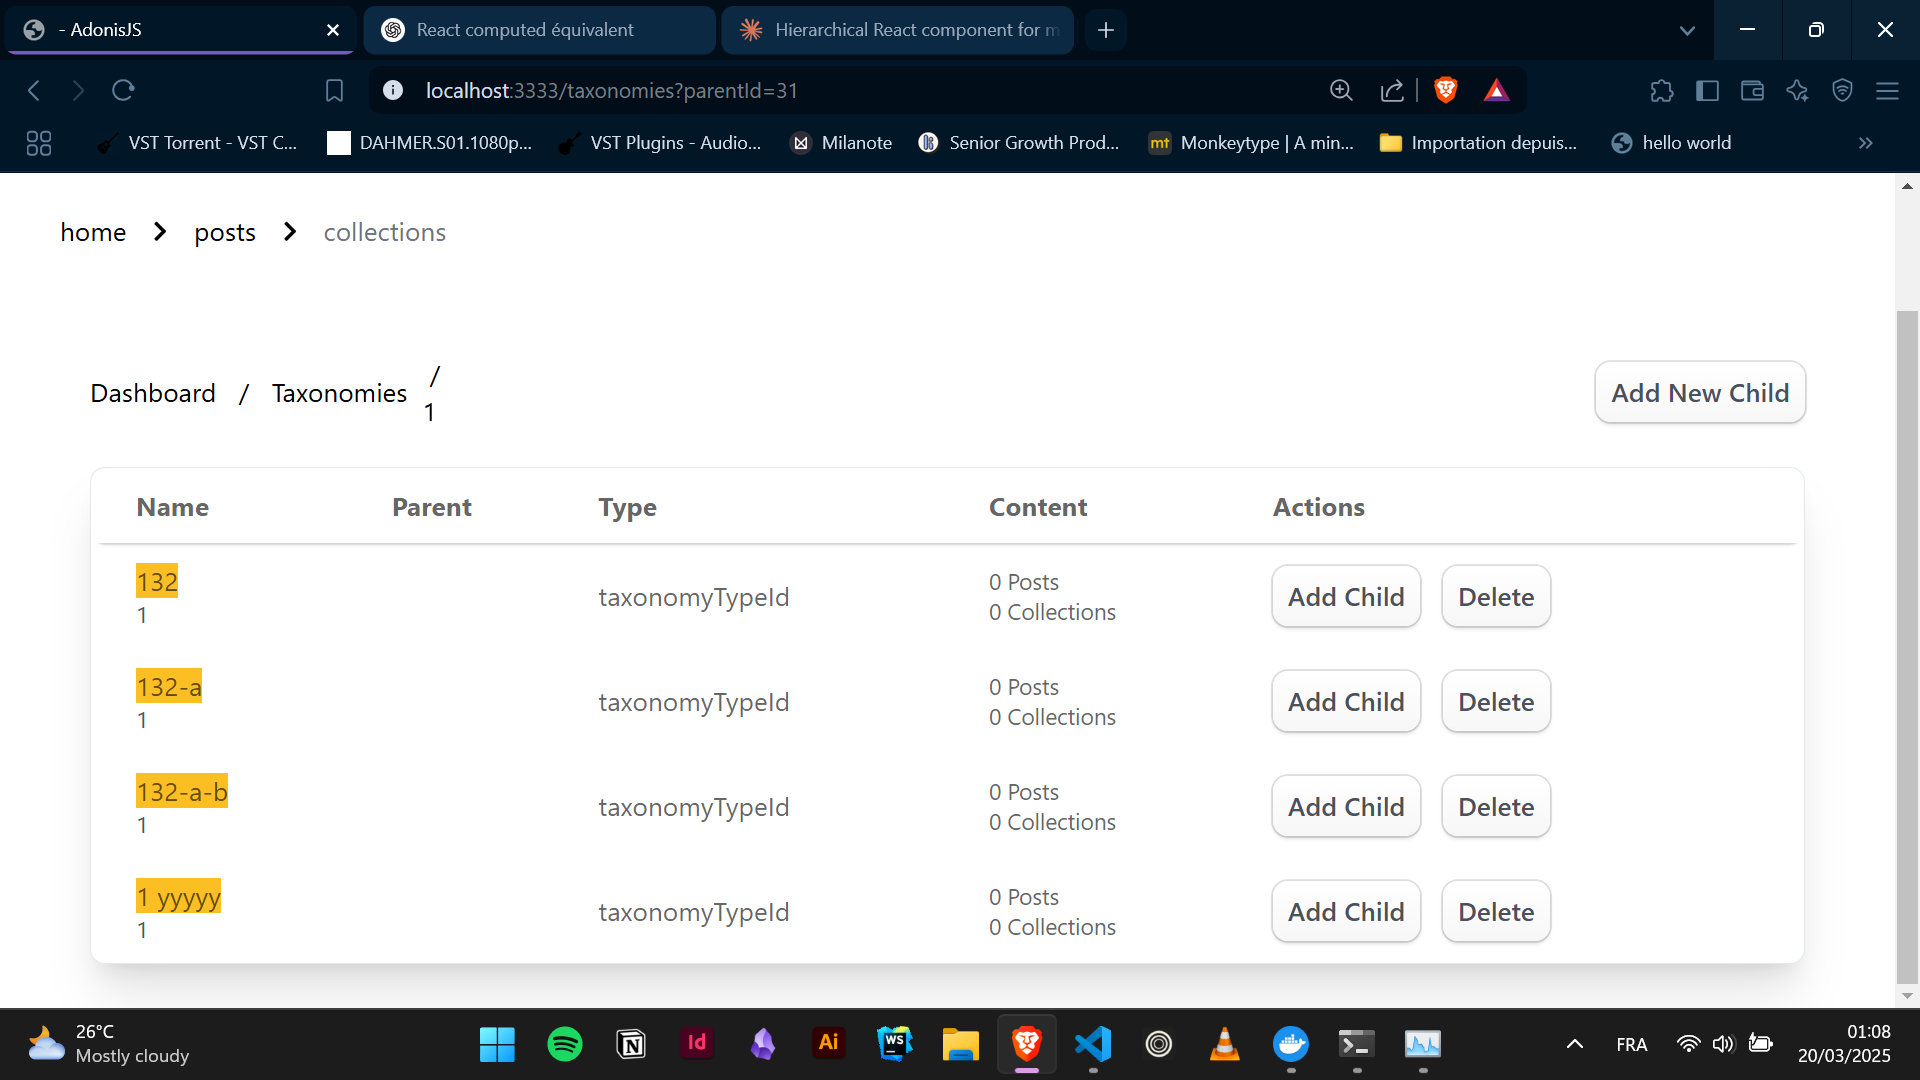 - AdonisJS
React computed équivalent
Hierarchical React component for m
localhost:3333/taxonomies?parentId=31
VST Torrent - VST C...
DAHMER.S01.1080p...
VST Plugins - Audio...
Milanote
Senior Growth Prod...
mt
Monkeytype | A min...
Importation depuis...
hello world
home
posts
collections
Dashboard / Taxonomies /
1
Add New Child
Name Parent Type Content Actions
132
1
taxonomyTypeId
0 Posts
0 Collections
Add Child
Delete
132-a
1
taxonomyTypeId
0 Posts
0 Collections
Add Child
Delete
132-a-b
1
taxonomyTypeId
0 Posts
0 Collections
Add Child
Delete
1 yyyyy
1
taxonomyTypeId
0 Posts
0 Collections
Add Child
Delete
26°C
Mostly cloudy
Id
Ai
WS
FRA
01:08
20/03/2025